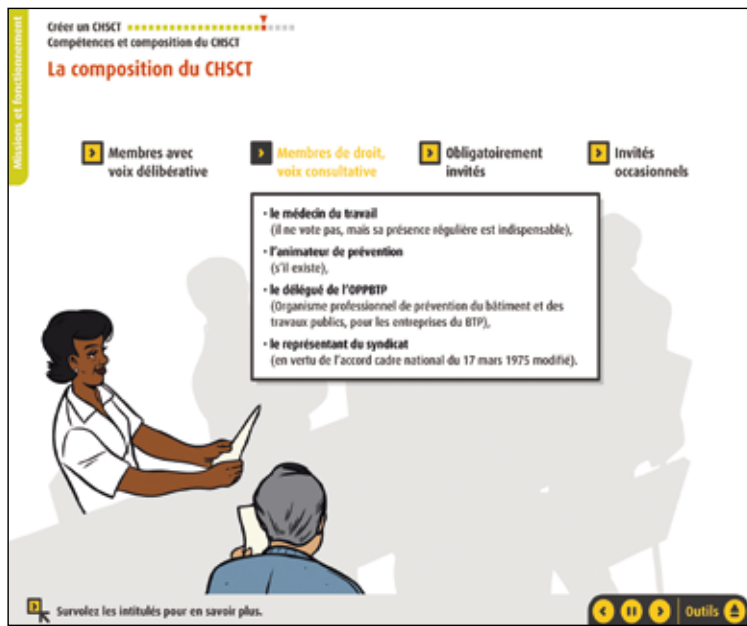 Missions et fonctionnement
Créer un CHSCT
Compétences et composition du CHSCT
La composition du CHSCT
Membres avec
voix délibérative
Membres de droit,
voix consultative
Obligatoirement
invités
Invités
occasionnels
• le médecin du travail
(il ne vote pas, mais sa présence régulière est indispensable),
• l'animateur de prévention
(s'il existe),
• le délégué de l'OPPBTP
(Organisme professionnel de prévention du bâtiment et des
travaux publics, pour les entreprises du BTP),
• le représentant du syndicat
(en vertu de l'accord cadre national du 17 mars 1975 modifié).
Survolez les intitulés pour en savoir plus.
Outils